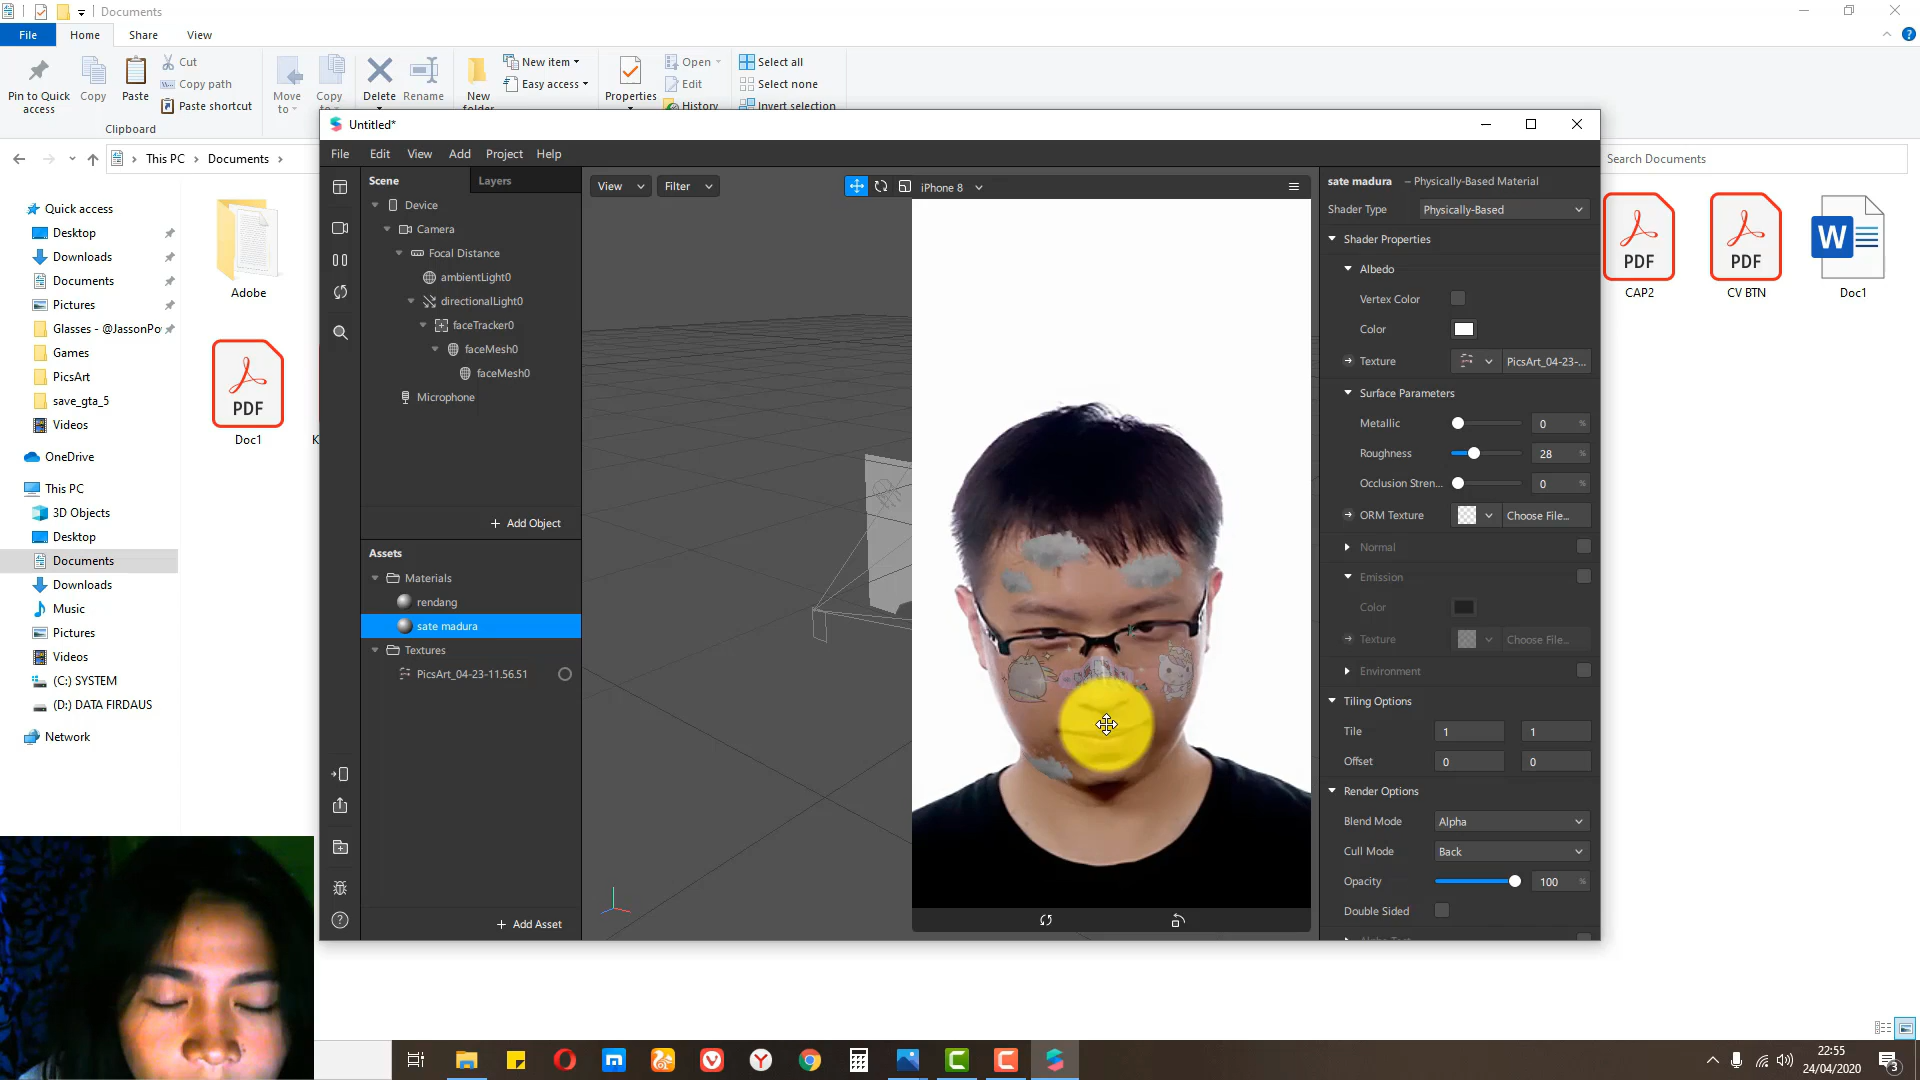 Documents
File
Home
Share
View
Pin to Quick access
Copy
Paste
Cut
Copy path
Paste shortcut
Clipboard
Move to
Copy
Delete
Rename
New folder
New item
Easy access
Properties
Open
Edit
History
Select all
Select none
Invert selection
This PC
Documents
Search Documents
Quick access
Desktop
Downloads
Documents
Pictures
Glasses - @JassonPo
Games
PicsArt
save_gta_5
Videos
OneDrive
This PC
3D Objects
Desktop
Documents
Downloads
Music
Pictures
Videos
(C:) SYSTEM
(D:) DATA FIRDAUS
Network
Adobe
PDF
Doc1
K
PDF
CAP2
PDF
CV BTN
W
Doc1
Untitled*
File
Edit
View
Add
Project
Help
Scene
Layers
Device
Camera
Focal Distance
ambientLight0
directionalLight0
faceTracker0
faceMesh0
faceMesh0
Microphone
+ Add Object
Assets
Materials
rendang
sate madura
Textures
PicsArt_04-23-11.56.51
+ Add Asset
View
Filter
iPhone 8
sate madura – Physically-Based Material
Shader Type
Physically-Based
Shader Properties
Albedo
Vertex Color
Color
Texture
PicsArt_04-23-...
Surface Parameters
Metallic
0
%
Roughness
28
%
Occlusion Stren...
0
%
ORM Texture
Choose File...
Normal
Emission
Color
Texture
Choose File...
Environment
Tiling Options
Tile
1
1
Offset
0
0
Render Options
Blend Mode
Alpha
Cull Mode
Back
Opacity
100
%
Double Sided
22:55
24/04/2020
3